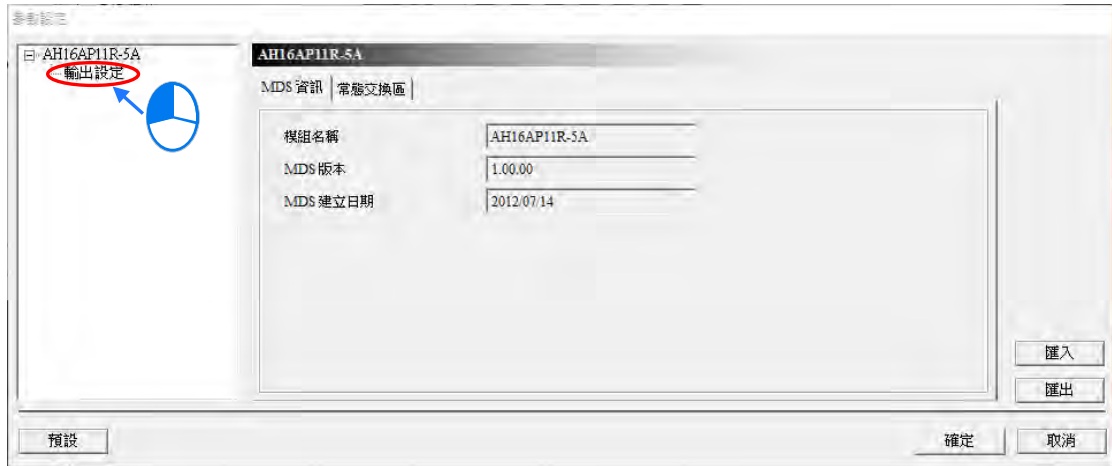 參數設定
AH16AP11R-5A
輸出設定
AH16AP11R-5A
MDS 資訊 常態交換區
模組名稱 AH16AP11R-5A
MDS 版本 1.00.00
MDS 建立日期 2012/07/14
匯入
匯出
預設 確定 取消